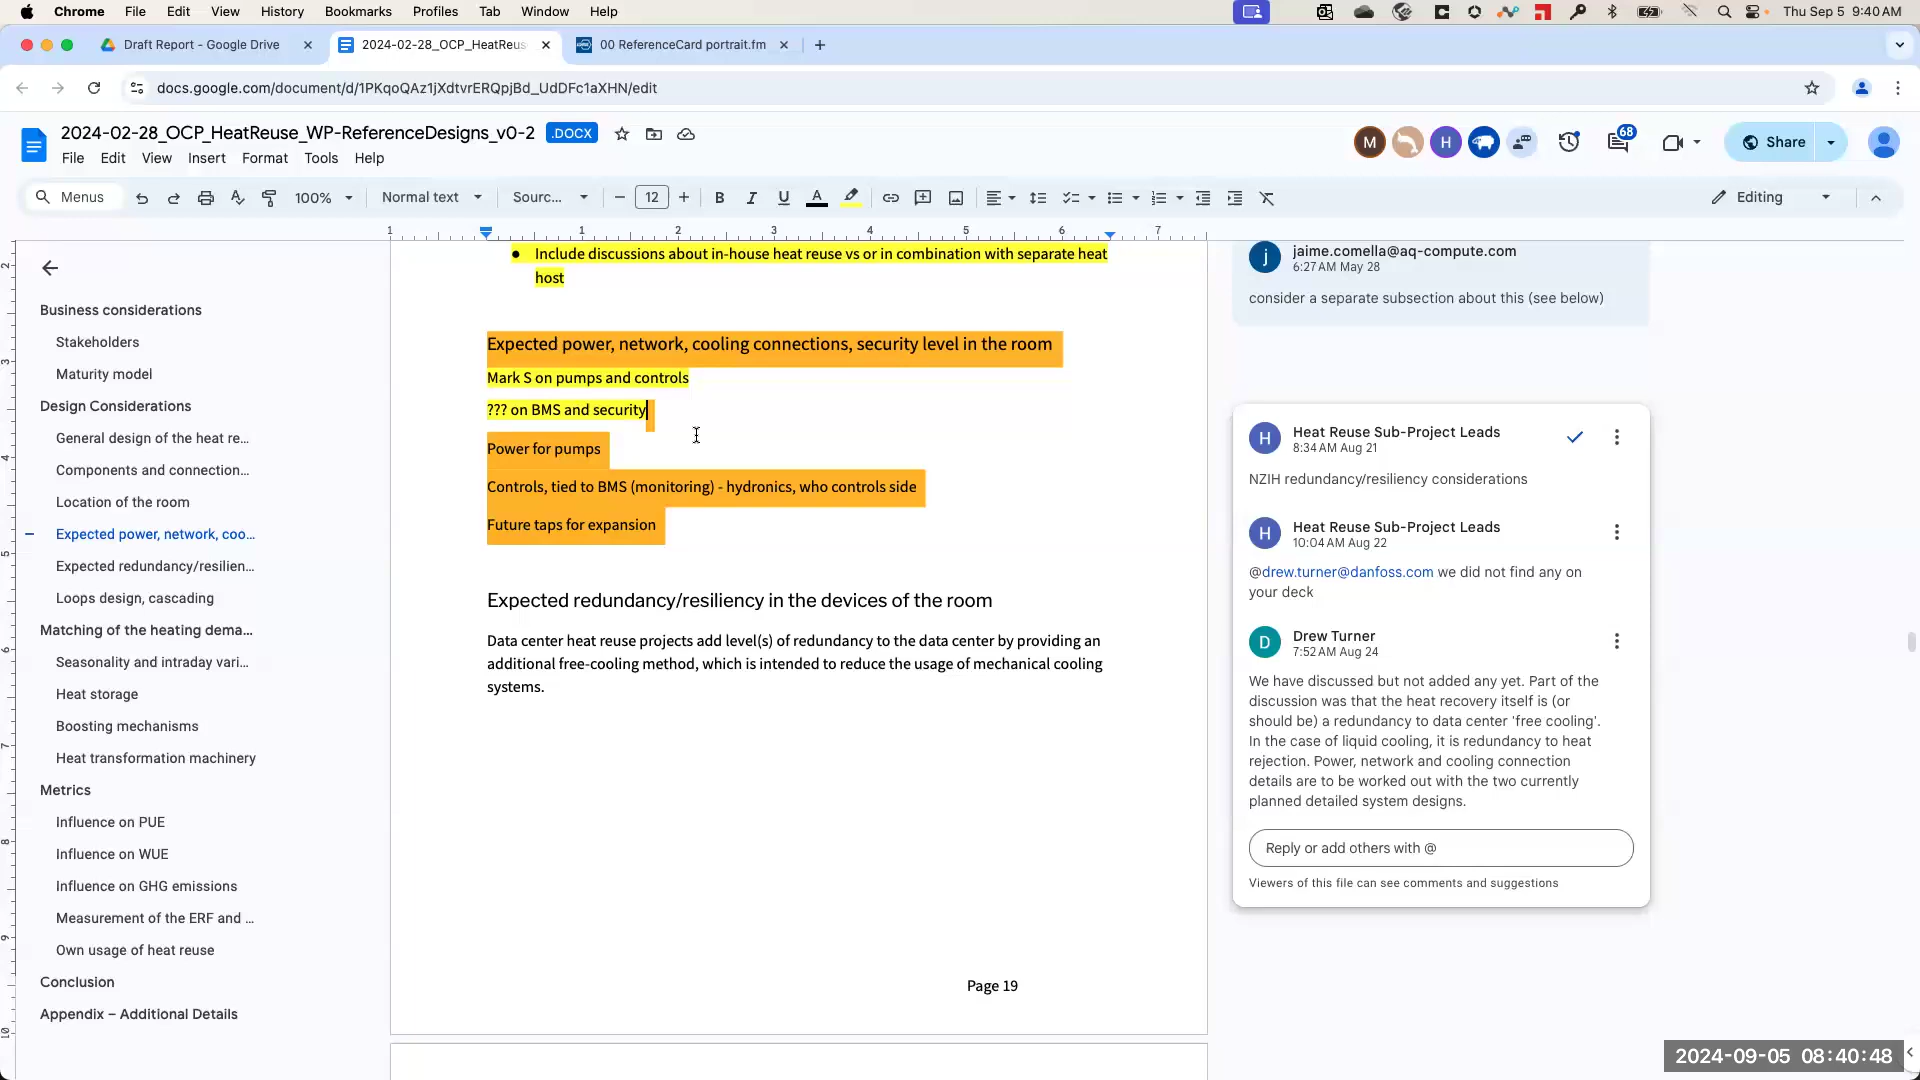 Chrome File Edit View History Bookmarks Profiles Tab Window Help Thu Sep 5 9:40 AM
Draft Report - Google Drive 2024-02-28_OCP_HeatReus 00 ReferenceCard portrait.fm
docs.google.com/document/d/1PKqoQAz1jXdtvrERQpjBd_UdDFc1aXHN/edit
2024-02-28_OCP_HeatReuse_WP-ReferenceDesigns_v0-2 .DOCX
M H 68 Share
File Edit View Insert Format Tools Help
Menus 100% Normal text Sourc... 12 B I U A Editing
1 1 2 3 4 5 6 7
Business considerations
Stakeholders
Maturity model
Design Considerations
General design of the heat re...
Components and connection...
Location of the room
Expected power, network, coo...
Expected redundancy/resilien...
Loops design, cascading
Matching of the heating dema...
Seasonality and intraday vari...
Heat storage
Boosting mechanisms
Heat transformation machinery
Metrics
Influence on PUE
Influence on WUE
Influence on GHG emissions
Measurement of the ERF and ...
Own usage of heat reuse
Conclusion
Appendix – Additional Details
2
3
4
5
6
7
8
9
10
● Include discussions about in-house heat reuse vs or in combination with separate heat
host
Expected power, network, cooling connections, security level in the room
Mark S on pumps and controls
??? on BMS and security
Power for pumps
Controls, tied to BMS (monitoring) - hydronics, who controls side
Future taps for expansion
Expected redundancy/resiliency in the devices of the room
Data center heat reuse projects add level(s) of redundancy to the data center by providing an
additional free-cooling method, which is intended to reduce the usage of mechanical cooling
systems.
Page 19
j jaime.comella@aq-compute.com
6:27 AM May 28
consider a separate subsection about this (see below)
H Heat Reuse Sub-Project Leads
8:34 AM Aug 21
NZIH redundancy/resiliency considerations
H Heat Reuse Sub-Project Leads
10:04 AM Aug 22
@drew.turner@danfoss.com we did not find any on
your deck
D Drew Turner
7:52 AM Aug 24
We have discussed but not added any yet. Part of the
discussion was that the heat recovery itself is (or
should be) a redundancy to data center 'free cooling'.
In the case of liquid cooling, it is redundancy to heat
rejection. Power, network and cooling connection
details are to be worked out with the two currently
planned detailed system designs.
Reply or add others with @
Viewers of this file can see comments and suggestions
2024-09-05 08:40:48